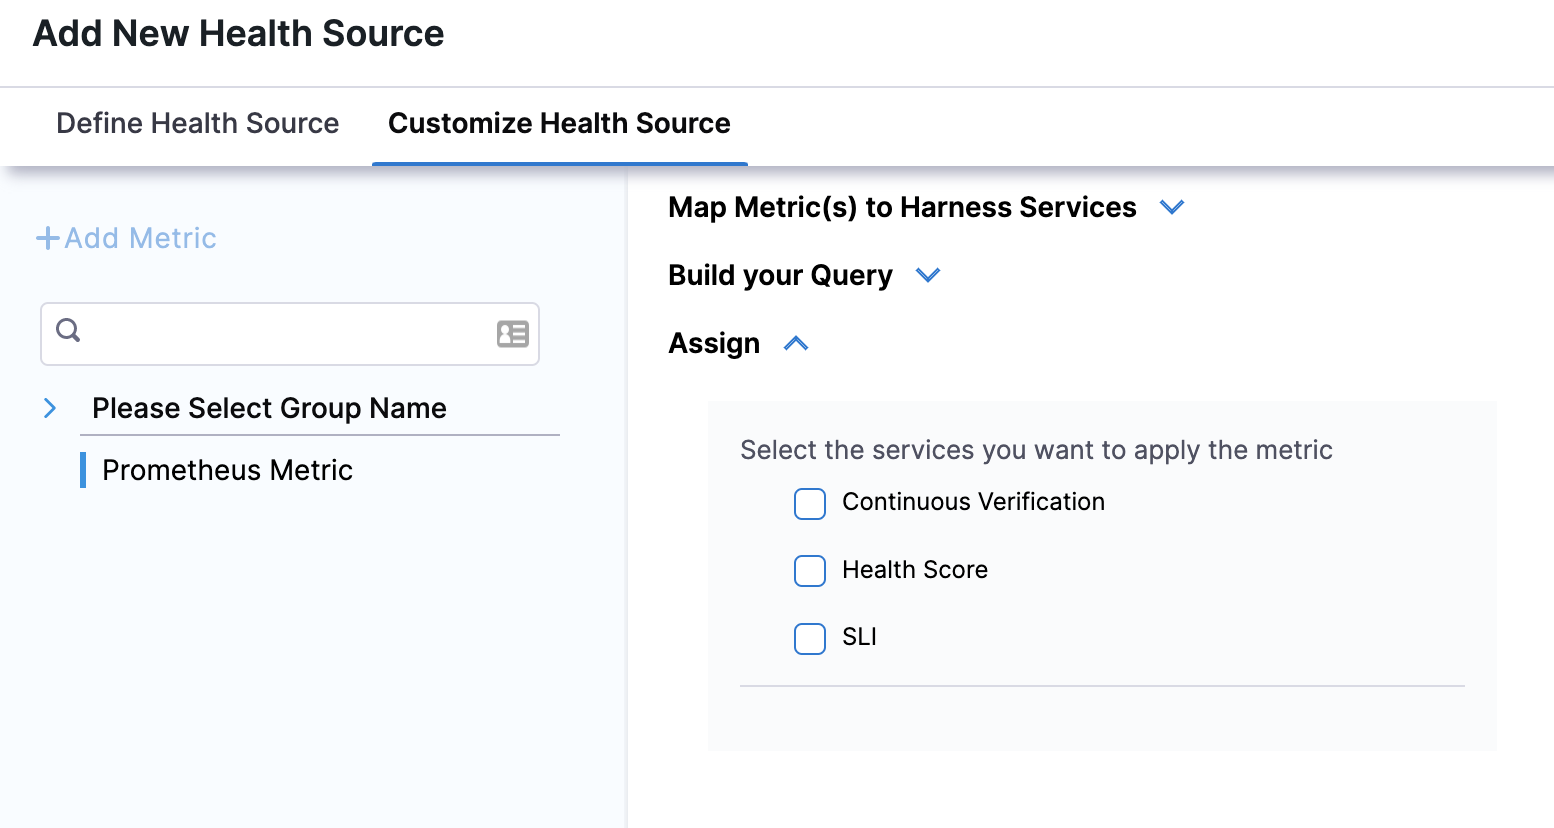 Add New Health Source
Define Health Source
Customize Health Source
+Add Metric
Please Select Group Name
Prometheus Metric
Map Metric(s) to Harness Services
Build your Query
Assign
Select the services you want to apply the metric
Continuous Verification
Health Score
SLI